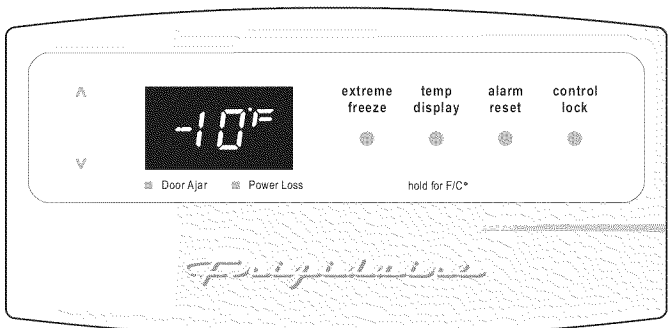 extreme freeze
temp display
alarm reset
control lock
-10°F
Door Ajar
Power Loss
hold for F/C°
Frigidaire